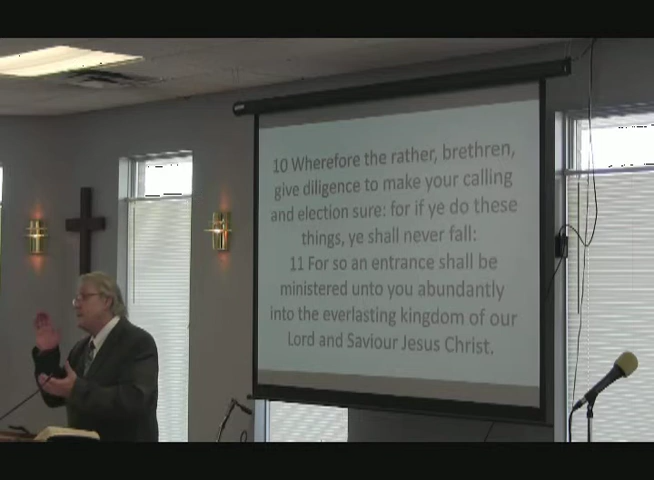 10 Wherefore the rather, brethren,
give diligence to make your calling
and election sure: for if ye do these
things, ye shall never fall:
11 For so an entrance shall be
ministered unto you abundantly
into the everlasting kingdom of our
Lord and Saviour Jesus Christ.